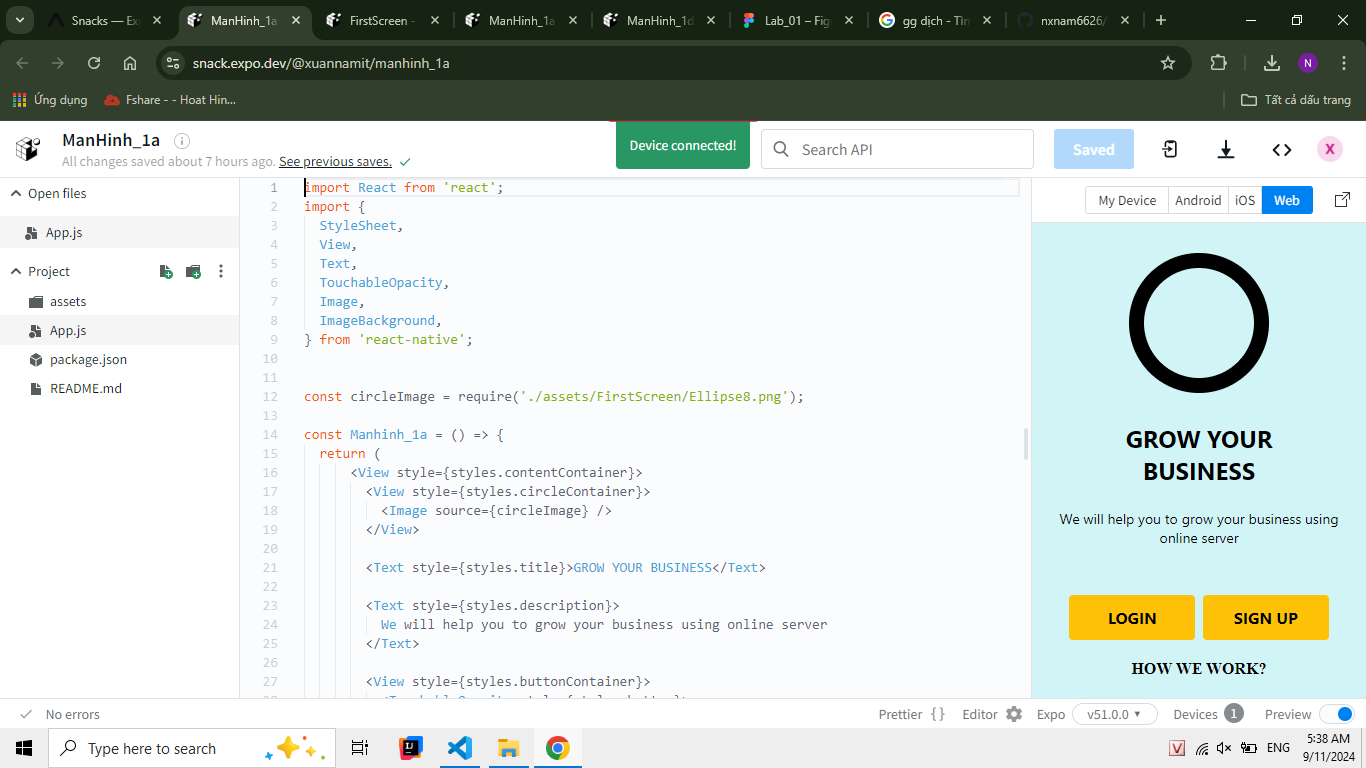 Snacks — Ex
ManHinh_1a
FirstScreen -
ManHinh_1a
ManHinh_1d
Lab_01 – Fig
gg dịch - Tìn
nxnam6626/
snack.expo.dev/@xuannamit/manhinh_1a
N
Ứng dụng
Fshare - - Hoat Hin...
Tất cả dấu trang
ManHinh_1a
All changes saved about 7 hours ago. See previous saves.
Device connected!
Search API
Saved
X
Open files
App.js
Project
assets
App.js
package.json
README.md
1 import React from 'react';
2 import {
3 StyleSheet,
4 View,
5 Text,
6 TouchableOpacity,
7 Image,
8 ImageBackground,
9 } from 'react-native';
10
11
12 const circleImage = require('./assets/FirstScreen/Ellipse8.png');
13
14 const Manhinh_1a = () => {
15 return (
16 <View style={styles.contentContainer}>
17 <View style={styles.circleContainer}>
18 <Image source={circleImage} />
19 </View>
20
21 <Text style={styles.title}>GROW YOUR BUSINESS</Text>
22
23 <Text style={styles.description}>
24 We will help you to grow your business using online server
25 </Text>
26
27 <View style={styles.buttonContainer}>
My Device
Android
iOS
Web
GROW YOUR
BUSINESS
We will help you to grow your business using
online server
LOGIN
SIGN UP
HOW WE WORK?
No errors
Prettier {}
Editor
Expo
v51.0.0
Devices 1
Preview
Type here to search
V
ENG
5:38 AM
9/11/2024